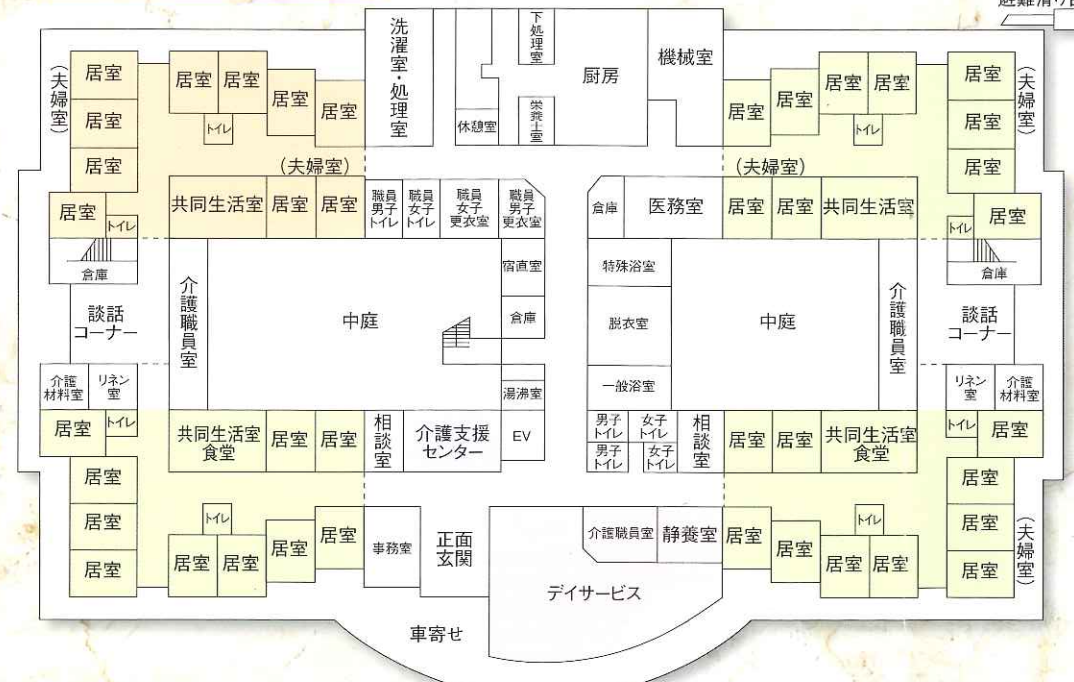 避難滑り台
洗濯室・処理室
下処理室
厨房
機械室
休憩室
栄養士室
(夫婦室)
居室
居室
居室
居室
トイレ
居室
居室
居室
居室
トイレ
(夫婦室)
共同生活室
居室
居室
職員
男子
トイレ
職員
女子
トイレ
職員
女子
更衣室
職員
男子
更衣室
居室
居室
居室
居室
トイレ
(夫婦室)
居室
居室
居室
(夫婦室)
倉庫
医務室
居室
居室
共同生活室
トイレ
居室
倉庫
談話
コーナー
介護職員室
中庭
宿直室
倉庫
湯沸室
特殊浴室
脱衣室
一般浴室
中庭
介護職員室
倉庫
談話
コーナー
介護
材料室
リネン
室
居室
トイレ
共同生活室
食堂
居室
居室
相談室
介護支援
センター
EV
男子
トイレ
女子
トイレ
男子
トイレ
女子
トイレ
相談室
居室
居室
共同生活室
食堂
リネン
室
介護
材料室
トイレ
居室
居室
居室
居室
トイレ
居室
居室
居室
居室
事務室
正面
玄関
介護職員室
静養室
デイサービス
居室
居室
トイレ
居室
居室
居室
居室
居室
(夫婦室)
車寄せ